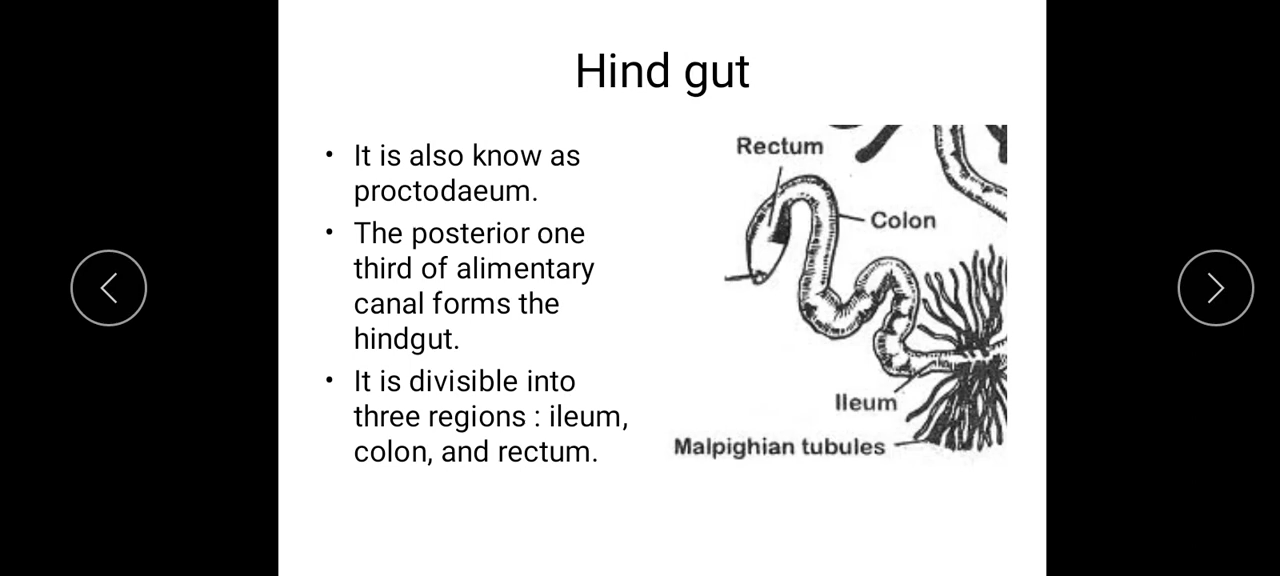 Hind gut
• It is also know as
proctodaeum.
• The posterior one
third of alimentary
canal forms the
hindgut.
• It is divisible into
three regions : ileum,
colon, and rectum.
Rectum
Colon
Ileum
Malpighian tubules